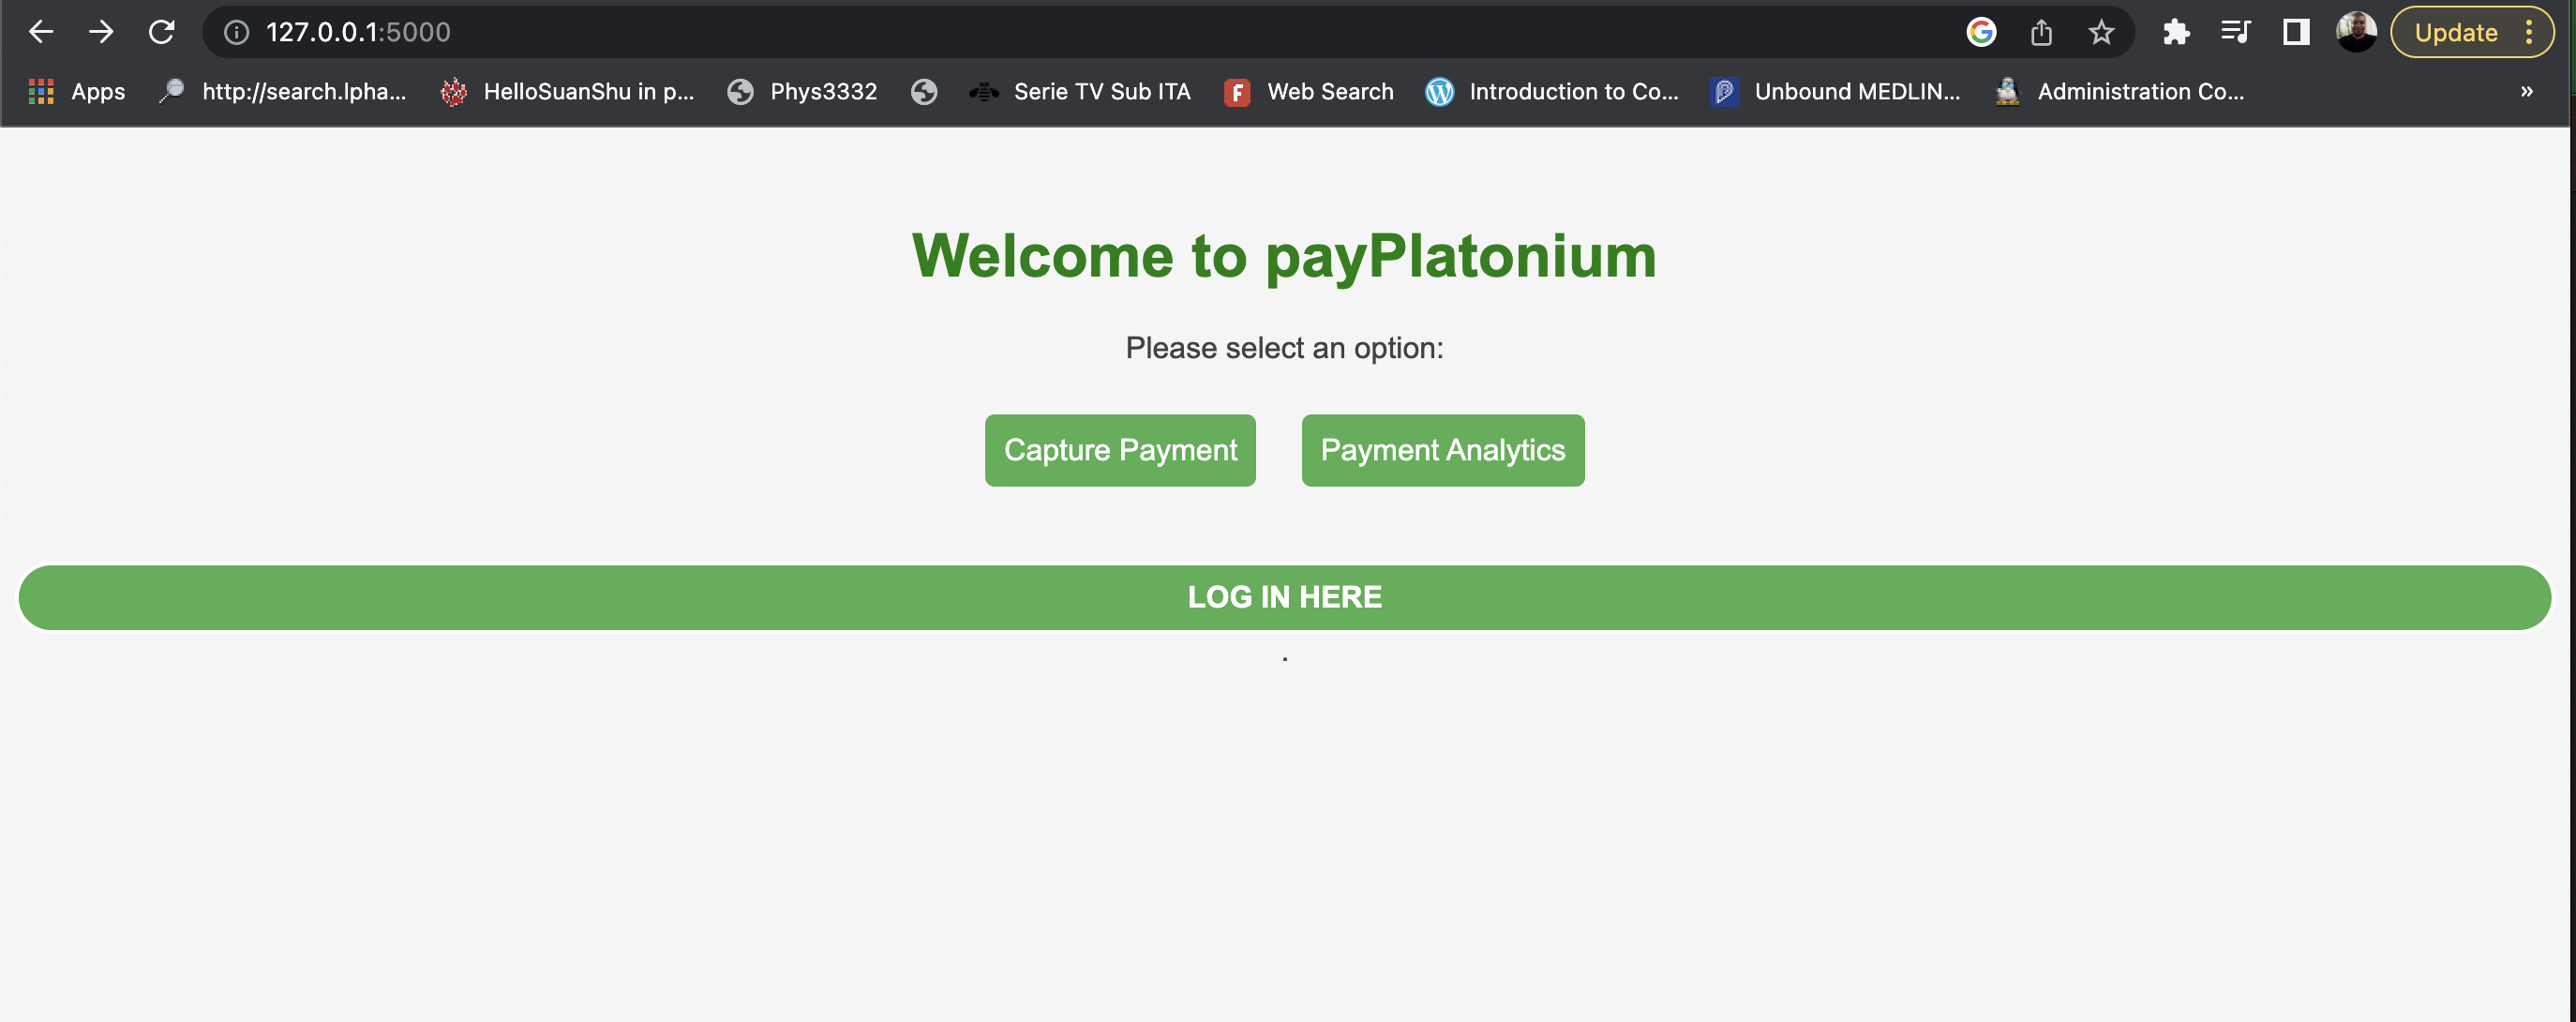 127.0.0.1:5000
Update
Apps http://search.lpha... HelloSuanShu in p... Phys3332 Serie TV Sub ITA F Web Search Introduction to Co... Unbound MEDLIN... Administration Co... »
Welcome to payPlatonium
Please select an option:
Capture Payment Payment Analytics
LOG IN HERE
.